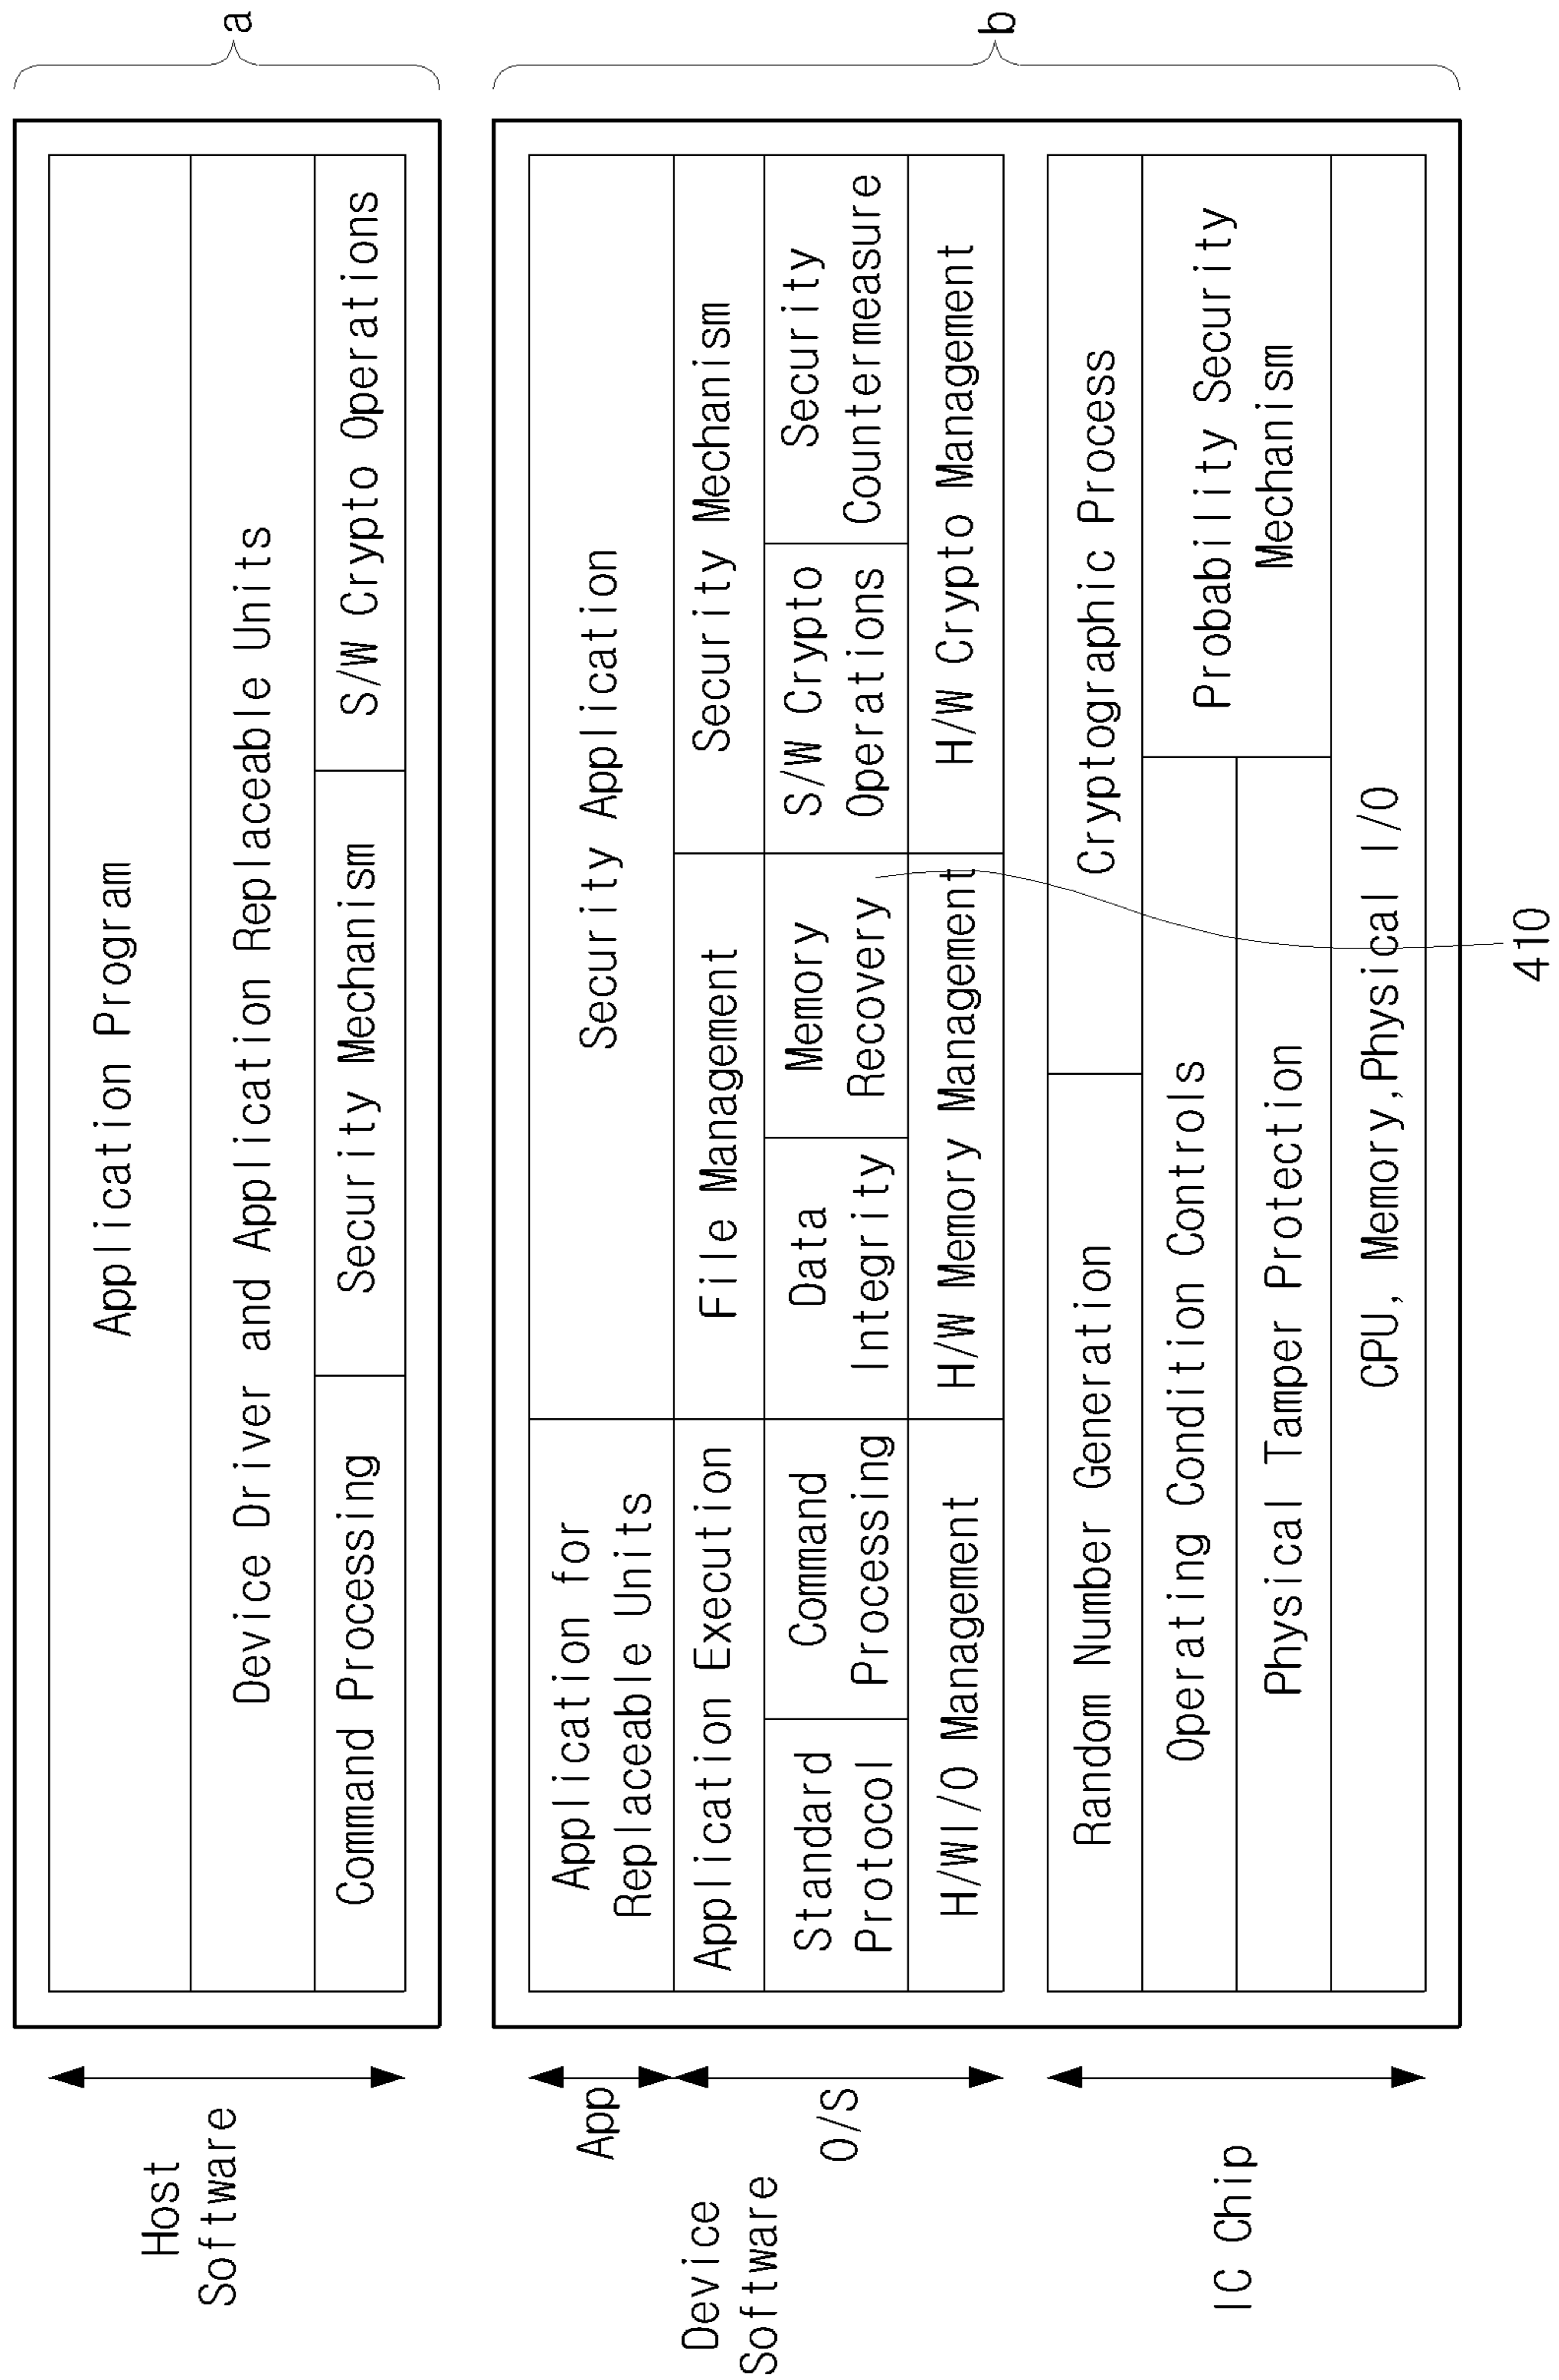 Host
Software
Application Program
Device Driver and Application Replaceable Units
Command Processing
Security Mechanism
S/W Crypto Operations
a
Device
Software
App
O/S
Application for
Replaceable Units
Security Application
Application Execution
File Management
Security Mechanism
Standard
Protocol
Command
Processing
Data
Integrity
Memory
Recovery
S/W Crypto
Operations
Security
Countermeasure
H/WI/O Management
H/W Memory Management
H/W Crypto Management
IC Chip
Random Number Generation
Cryptographic Process
Operating Condition Controls
Physical Tamper Protection
Probability Security
Mechanism
CPU, Memory,Physical I/O
b
410